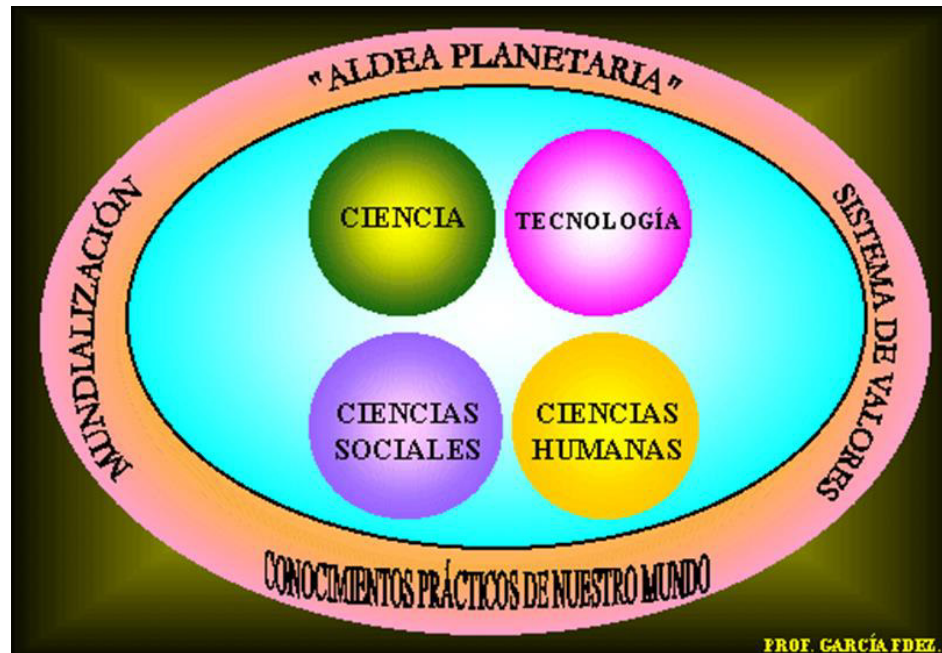 "ALDEA PLANETARIA"
MUNDIALIZACIÓN
SISTEMA DE VALORES
CIENCIA
TECNOLOGÍA
CIENCIAS
SOCIALES
CIENCIAS
HUMANAS
CONOCIMIENTOS PRÁCTICOS DE NUESTRO MUNDO
PROF. GARCÍA FDEZ.